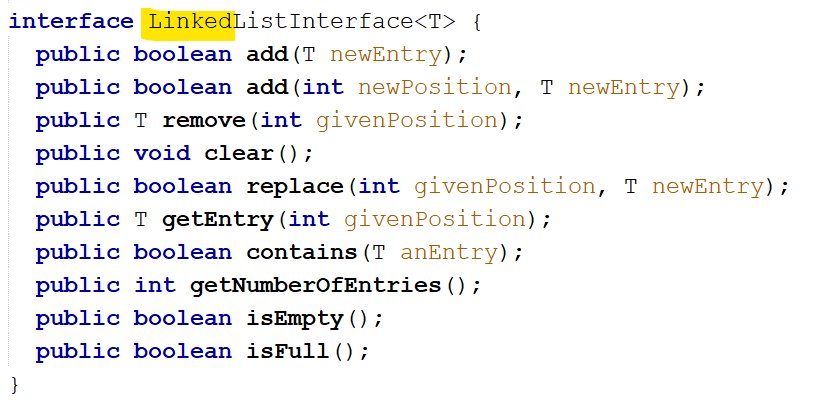 interface LinkedListInterface<T> {
  public boolean add(T newEntry);
  public boolean add(int newPosition, T newEntry);
  public T remove(int givenPosition);
  public void clear();
  public boolean replace(int givenPosition, T newEntry);
  public T getEntry(int givenPosition);
  public boolean contains(T anEntry);
  public int getNumberOfEntries();
  public boolean isEmpty();
  public boolean isFull();
}